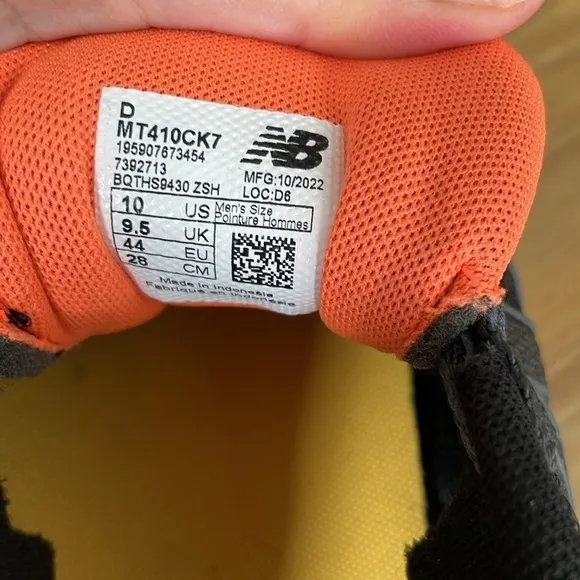 D
MT410CK7
195907673454
7392713
BQTHS9430 ZSH
NB
MFG:10/2022
LOC:D6
10 US Men's Size
9.5 UK Pointure Hommes
44 EU
28 CM
Made in Indonesia
Fabriqué en Indonésie